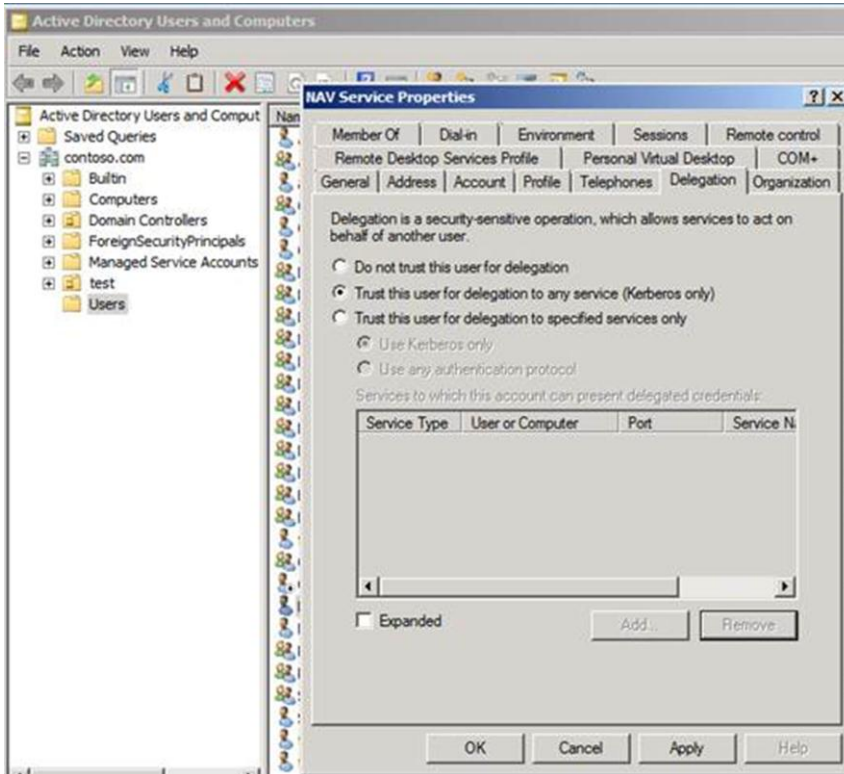 Active Directory Users and Computers
File Action View Help
Active Directory Users and Comput
Saved Queries
contoso.com
Builtin
Computers
Domain Controllers
ForeignSecurityPrincipals
Managed Service Accounts
test
Users
Nam
NAV Service Properties
Member Of Dial-in Environment Sessions Remote control
Remote Desktop Services Profile Personal Virtual Desktop COM+
General Address Account Profile Telephones Delegation Organization
Delegation is a security-sensitive operation, which allows services to act on
behalf of another user.
Do not trust this user for delegation
Trust this user for delegation to any service (Kerberos only)
Trust this user for delegation to specified services only
Use Kerberos only
Use any authentication protocol
Services to which this account can present delegated credentials:
Service Type User or Computer Port Service N
Expanded
Add... Remove
OK Cancel Apply Help